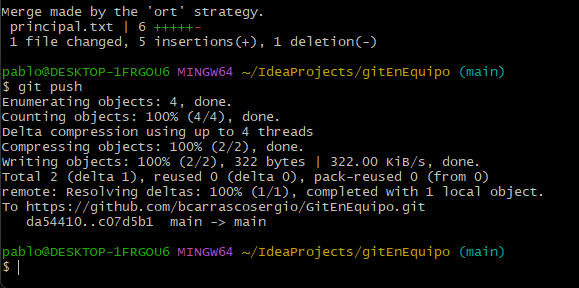 Merge made by the 'ort' strategy.
 principal.txt | 6 +++++-
 1 file changed, 5 insertions(+), 1 deletion(-)
pablo@DESKTOP-1FRGOU6 MINGW64 ~/IdeaProjects/gitEnEquipo (main)
$ git push
Enumerating objects: 4, done.
Counting objects: 100% (4/4), done.
Delta compression using up to 4 threads
Compressing objects: 100% (2/2), done.
Writing objects: 100% (2/2), 322 bytes | 322.00 KiB/s, done.
Total 2 (delta 1), reused 0 (delta 0), pack-reused 0 (from 0)
remote: Resolving deltas: 100% (1/1), completed with 1 local object.
To https://github.com/bcarrascosergio/GitEnEquipo.git
   da54410..c07d5b1  main -> main
pablo@DESKTOP-1FRGOU6 MINGW64 ~/IdeaProjects/gitEnEquipo (main)
$